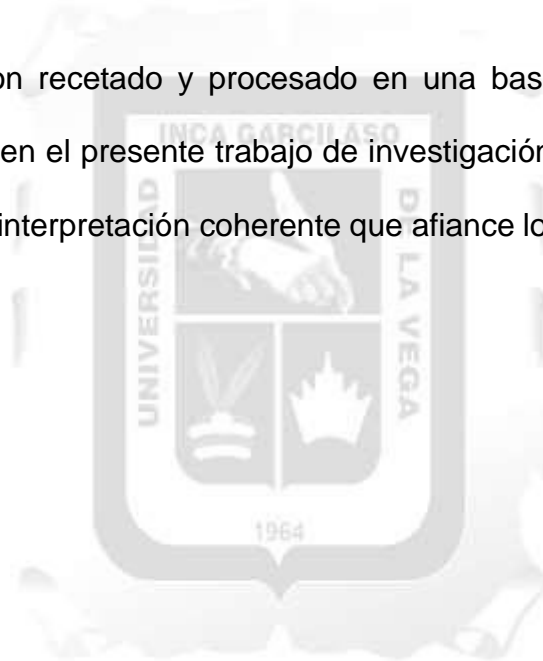 on recetado y procesado en una bas
en el presente trabajo de investigación
interpretación coherente que afiance lo
INCA GARCILASO
UNIVERSIDAD
DE LA VEGA
1964